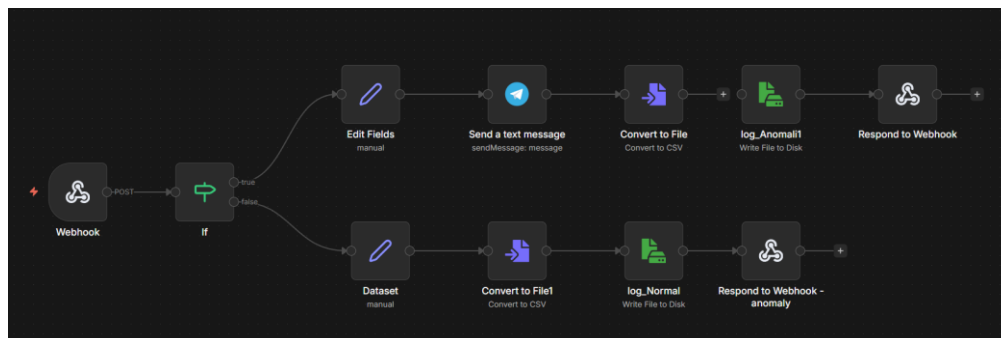 Edit Fields
manual
Send a text message
sendMessage: message
Convert to File
Convert to CSV
log_Anomali1
Write File to Disk
Respond to Webhook
Webhook
POST
If
true
false
Dataset
manual
Convert to File1
Convert to CSV
log_Normal
Write File to Disk
Respond to Webhook -
anomaly